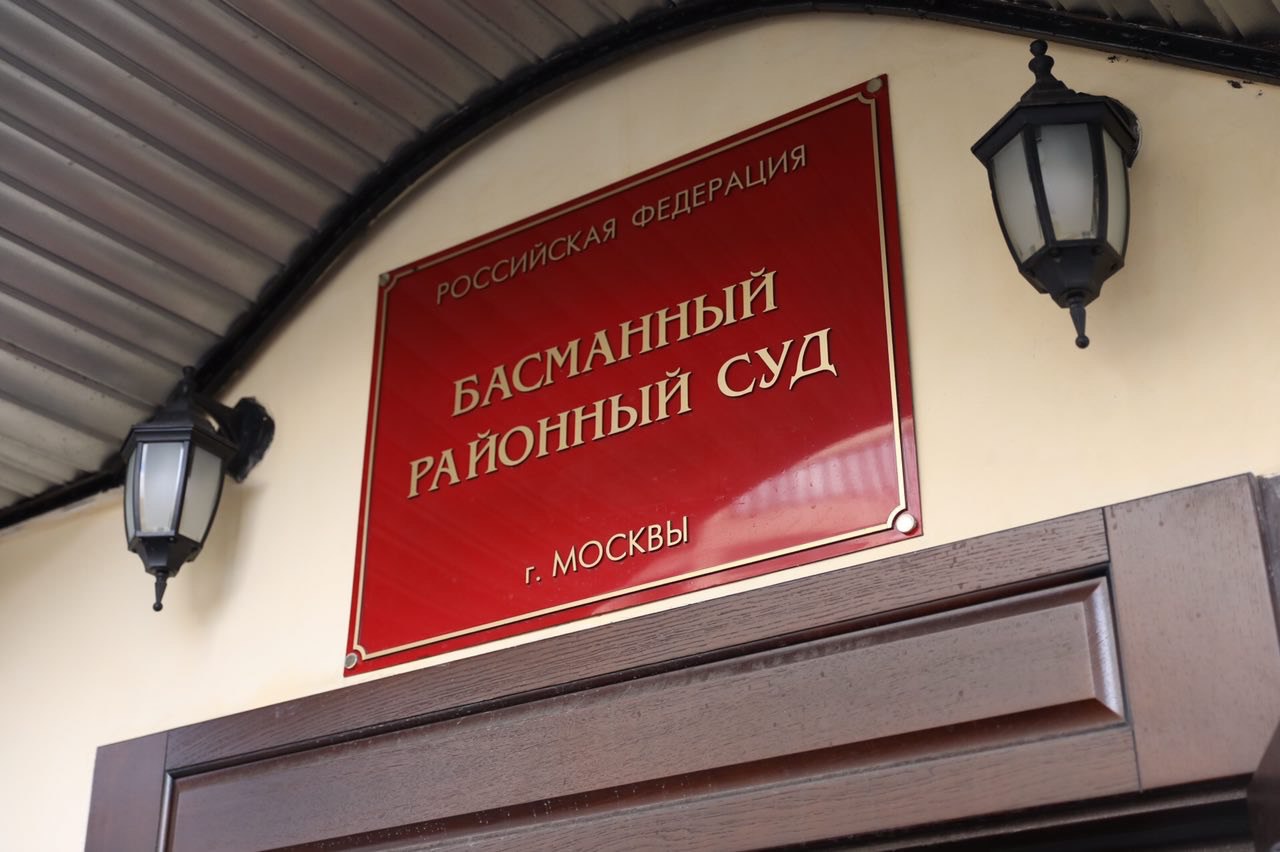 РОССИЙСКАЯ ФЕДЕРАЦИЯ
БАСМАННЫЙ
РАЙОННЫЙ СУД
г. МОСКВЫ